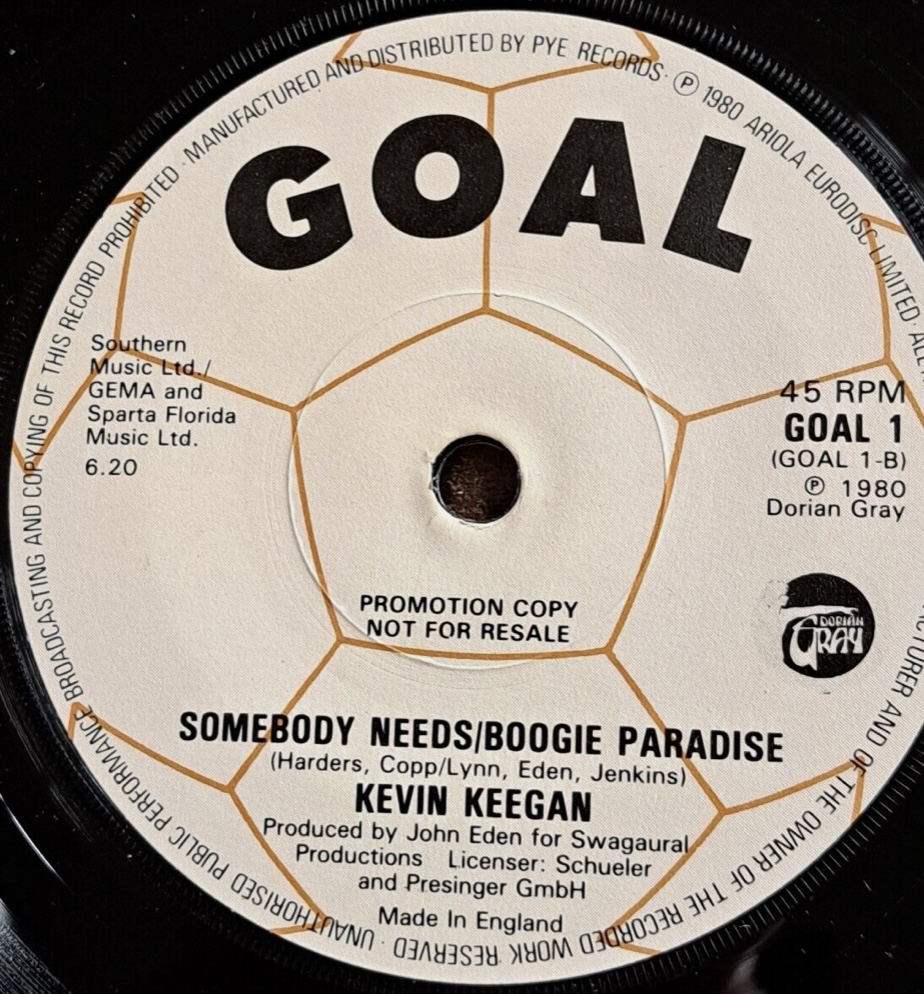 GOAL
Southern
Music Ltd./
GEMA and
Sparta Florida
Music Ltd.
6.20
45 RPM
GOAL 1
(GOAL 1-B)
Ⓟ 1980
Dorian Gray
DORIAN
GRAY
PROMOTION COPY
NOT FOR RESALE
SOMEBODY NEEDS/BOOGIE PARADISE
(Harders, Copp/Lynn, Eden, Jenkins)
KEVIN KEEGAN
Produced by John Eden for Swagaural
Productions Licenser: Schueler
and Presinger GmbH
Made In England
MANUFACTURED AND DISTRIBUTED BY PYE RECORDS · Ⓟ 1980 ARIOLA EURODISC LIMITED · AND OF THE OWNER OF THE RECORDED WORK RESERVED · UNAUTHORISED PUBLIC PERFORMANCE BROADCASTING AND COPYING OF THIS RECORD PROHIBITED ·